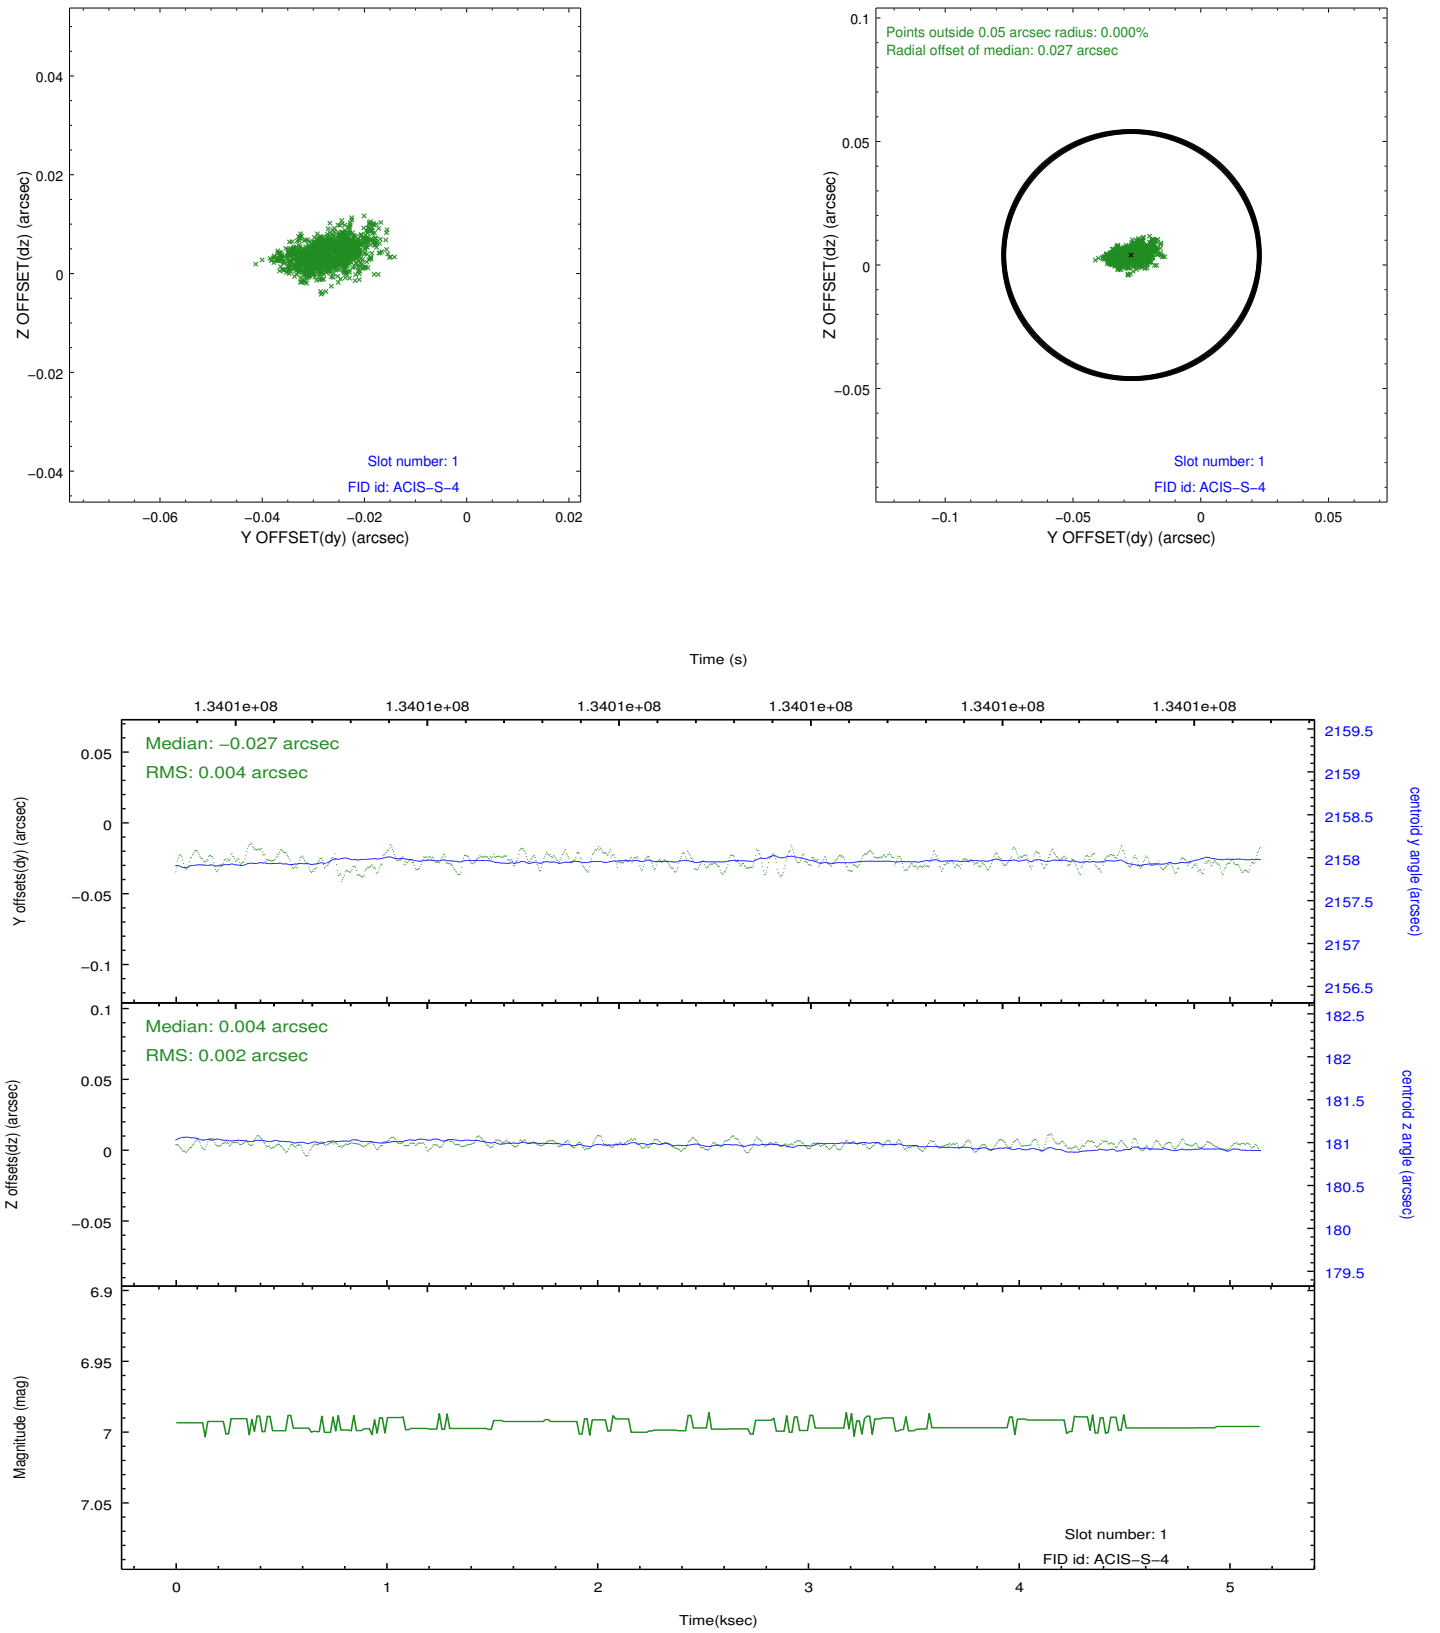 0.04
0.02
0
−0.02
−0.04
Z OFFSET(dz) (arcsec)
Slot number: 1
FID id: ACIS−S−4
−0.06 −0.04 −0.02 0 0.02
Y OFFSET(dy) (arcsec)
Points outside 0.05 arcsec radius: 0.000%
Radial offset of median: 0.027 arcsec
0.1
0.05
0
−0.05
Z OFFSET(dz) (arcsec)
Slot number: 1
FID id: ACIS−S−4
−0.1 −0.05 0 0.05
Y OFFSET(dy) (arcsec)
Time (s)
1.3401e+08 1.3401e+08 1.3401e+08 1.3401e+08 1.3401e+08 1.3401e+08
Median: −0.027 arcsec
RMS: 0.004 arcsec
0.05
0
−0.05
−0.1
Y offsets(dy) (arcsec)
2159.5
2159
2158.5
2158
2157.5
2157
2156.5
centroid y angle (arcsec)
Median: 0.004 arcsec
RMS: 0.002 arcsec
0.1
0.05
0
−0.05
Z offsets(dz) (arcsec)
182.5
182
181.5
181
180.5
180
179.5
centroid z angle (arcsec)
6.9
6.95
7
7.05
Magnitude (mag)
Slot number: 1
FID id: ACIS−S−4
0 1 2 3 4 5
Time(ksec)